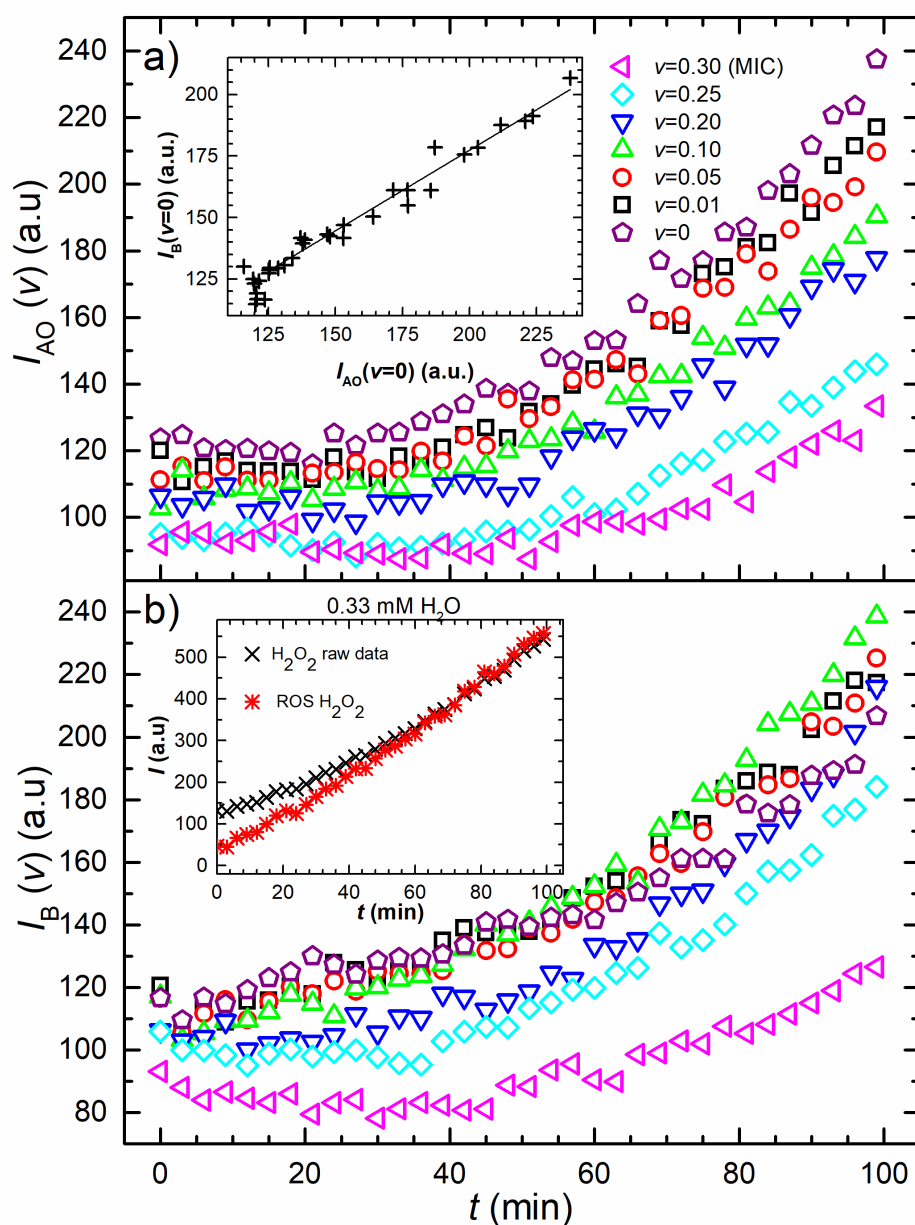 a)
240
220
200
180
160
140
120
100
I_AO (v) (a.u)
200
175
150
125
I_B(v=0) (a.u.)
125 150 175 200 225
I_AO(v=0) (a.u.)
v=0.30 (MIC)
v=0.25
v=0.20
v=0.10
v=0.05
v=0.01
v=0
b)
240
220
200
180
160
140
120
100
80
I_B (v) (a.u)
0.33 mM H₂O
500
400
300
200
100
0
I (a.u)
H₂O₂ raw data
ROS H₂O₂
0 20 40 60 80 100
t (min)
0 20 40 60 80 100
t (min)